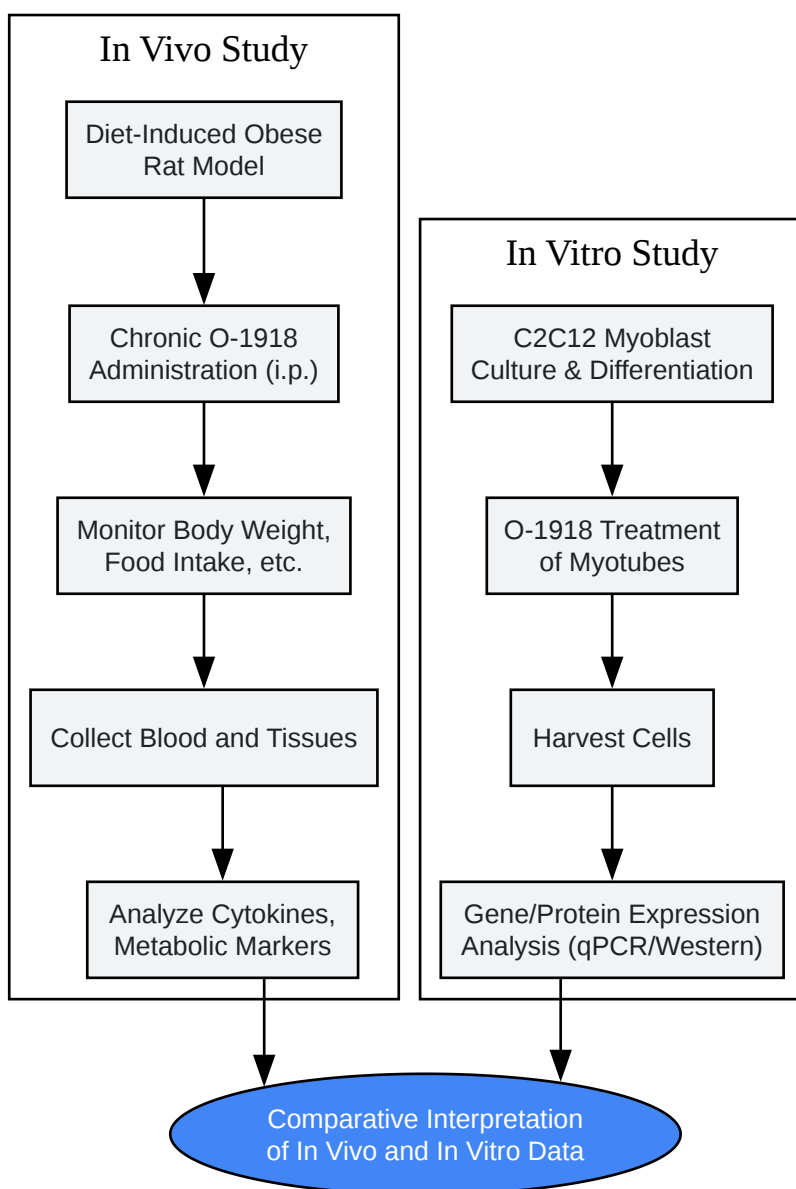 In Vivo Study
Diet-Induced Obese
Rat Model
Chronic O-1918
Administration (i.p.)
Monitor Body Weight,
Food Intake, etc.
Collect Blood and Tissues
Analyze Cytokines,
Metabolic Markers
In Vitro Study
C2C12 Myoblast
Culture & Differentiation
O-1918 Treatment
of Myotubes
Harvest Cells
Gene/Protein Expression
Analysis (qPCR/Western)
Comparative Interpretation
of In Vivo and In Vitro Data